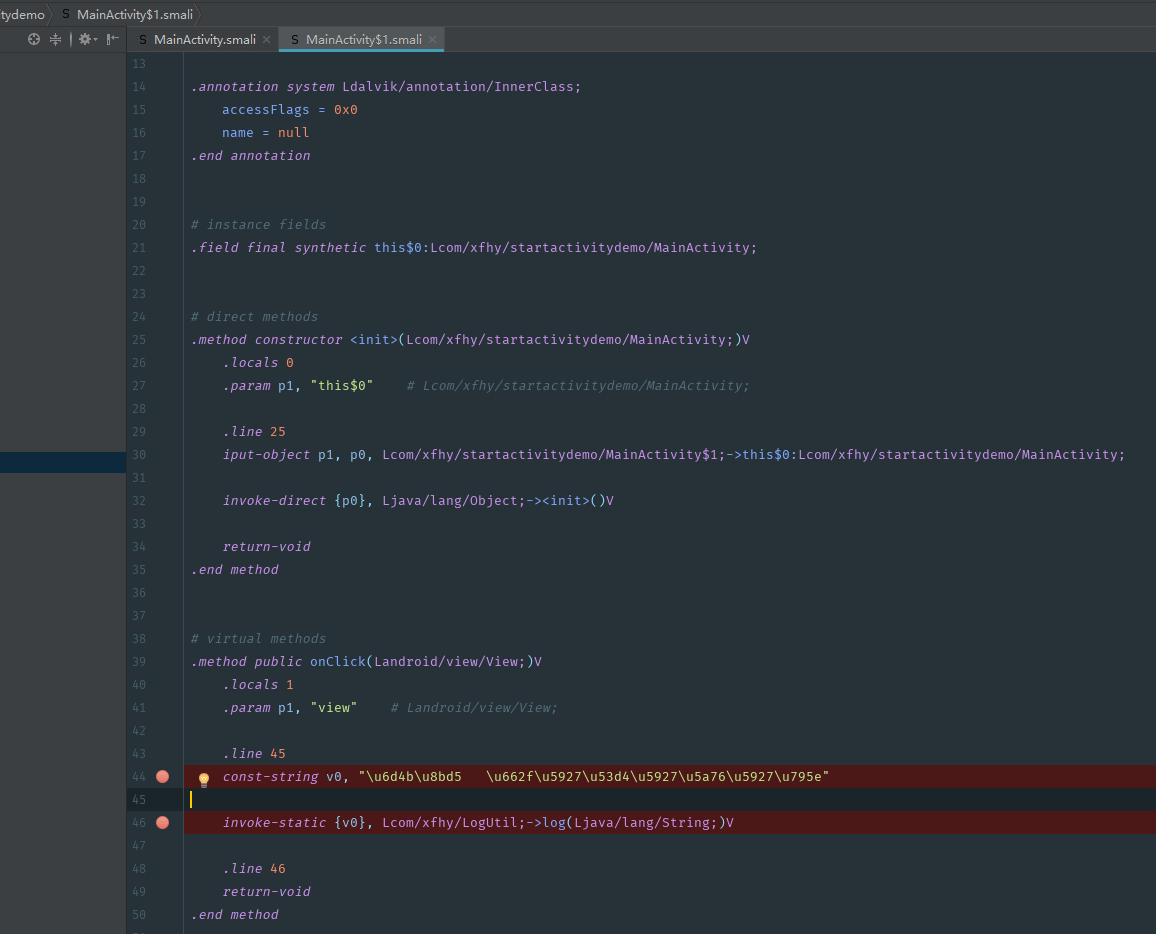 tydemo S MainActivity$1.smali
S MainActivity.smali × S MainActivity$1.smali ×
13
14 .annotation system Ldalvik/annotation/InnerClass;
15     accessFlags = 0x0
16     name = null
17 .end annotation
18
19
20 # instance fields
21 .field final synthetic this$0:Lcom/xfhy/startactivitydemo/MainActivity;
22
23
24 # direct methods
25 .method constructor <init>(Lcom/xfhy/startactivitydemo/MainActivity;)V
26     .locals 0
27     .param p1, "this$0"    # Lcom/xfhy/startactivitydemo/MainActivity;
28
29     .line 25
30     iput-object p1, p0, Lcom/xfhy/startactivitydemo/MainActivity$1;->this$0:Lcom/xfhy/startactivitydemo/MainActivity;
31
32     invoke-direct {p0}, Ljava/lang/Object;-><init>()V
33
34     return-void
35 .end method
36
37
38 # virtual methods
39 .method public onClick(Landroid/view/View;)V
40     .locals 1
41     .param p1, "view"    # Landroid/view/View;
42
43     .line 45
44     const-string v0, "\u6d4b\u8bd5   \u662f\u5927\u53d4\u5927\u5a76\u5927\u795e"
45
46     invoke-static {v0}, Lcom/xfhy/LogUtil;->log(Ljava/lang/String;)V
47
48     .line 46
49     return-void
50 .end method